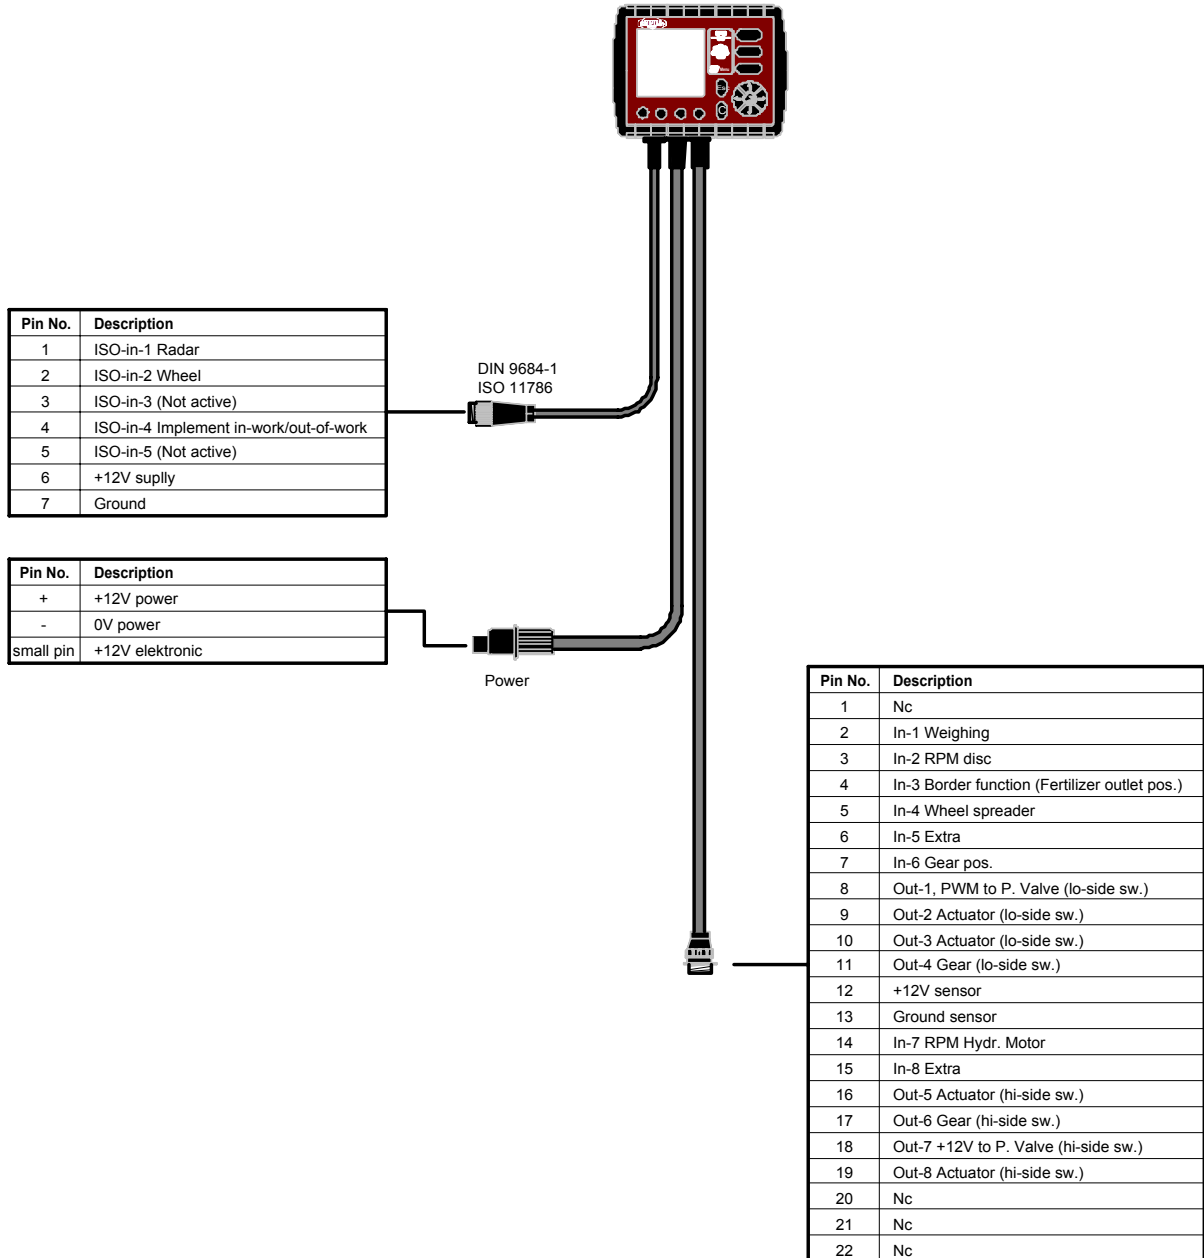 Pin No. Description
1 ISO-in-1 Radar
2 ISO-in-2 Wheel
3 ISO-in-3 (Not active)
4 ISO-in-4 Implement in-work/out-of-work
5 ISO-in-5 (Not active)
6 +12V suplly
7 Ground
DIN 9684-1
ISO 11786
Pin No. Description
+ +12V power
- 0V power
small pin +12V elektronic
Power
Pin No. Description
1 Nc
2 In-1 Weighing
3 In-2 RPM disc
4 In-3 Border function (Fertilizer outlet pos.)
5 In-4 Wheel spreader
6 In-5 Extra
7 In-6 Gear pos.
8 Out-1, PWM to P. Valve (lo-side sw.)
9 Out-2 Actuator (lo-side sw.)
10 Out-3 Actuator (lo-side sw.)
11 Out-4 Gear (lo-side sw.)
12 +12V sensor
13 Ground sensor
14 In-7 RPM Hydr. Motor
15 In-8 Extra
16 Out-5 Actuator (hi-side sw.)
17 Out-6 Gear (hi-side sw.)
18 Out-7 +12V to P. Valve (hi-side sw.)
19 Out-8 Actuator (hi-side sw.)
20 Nc
21 Nc
22 Nc